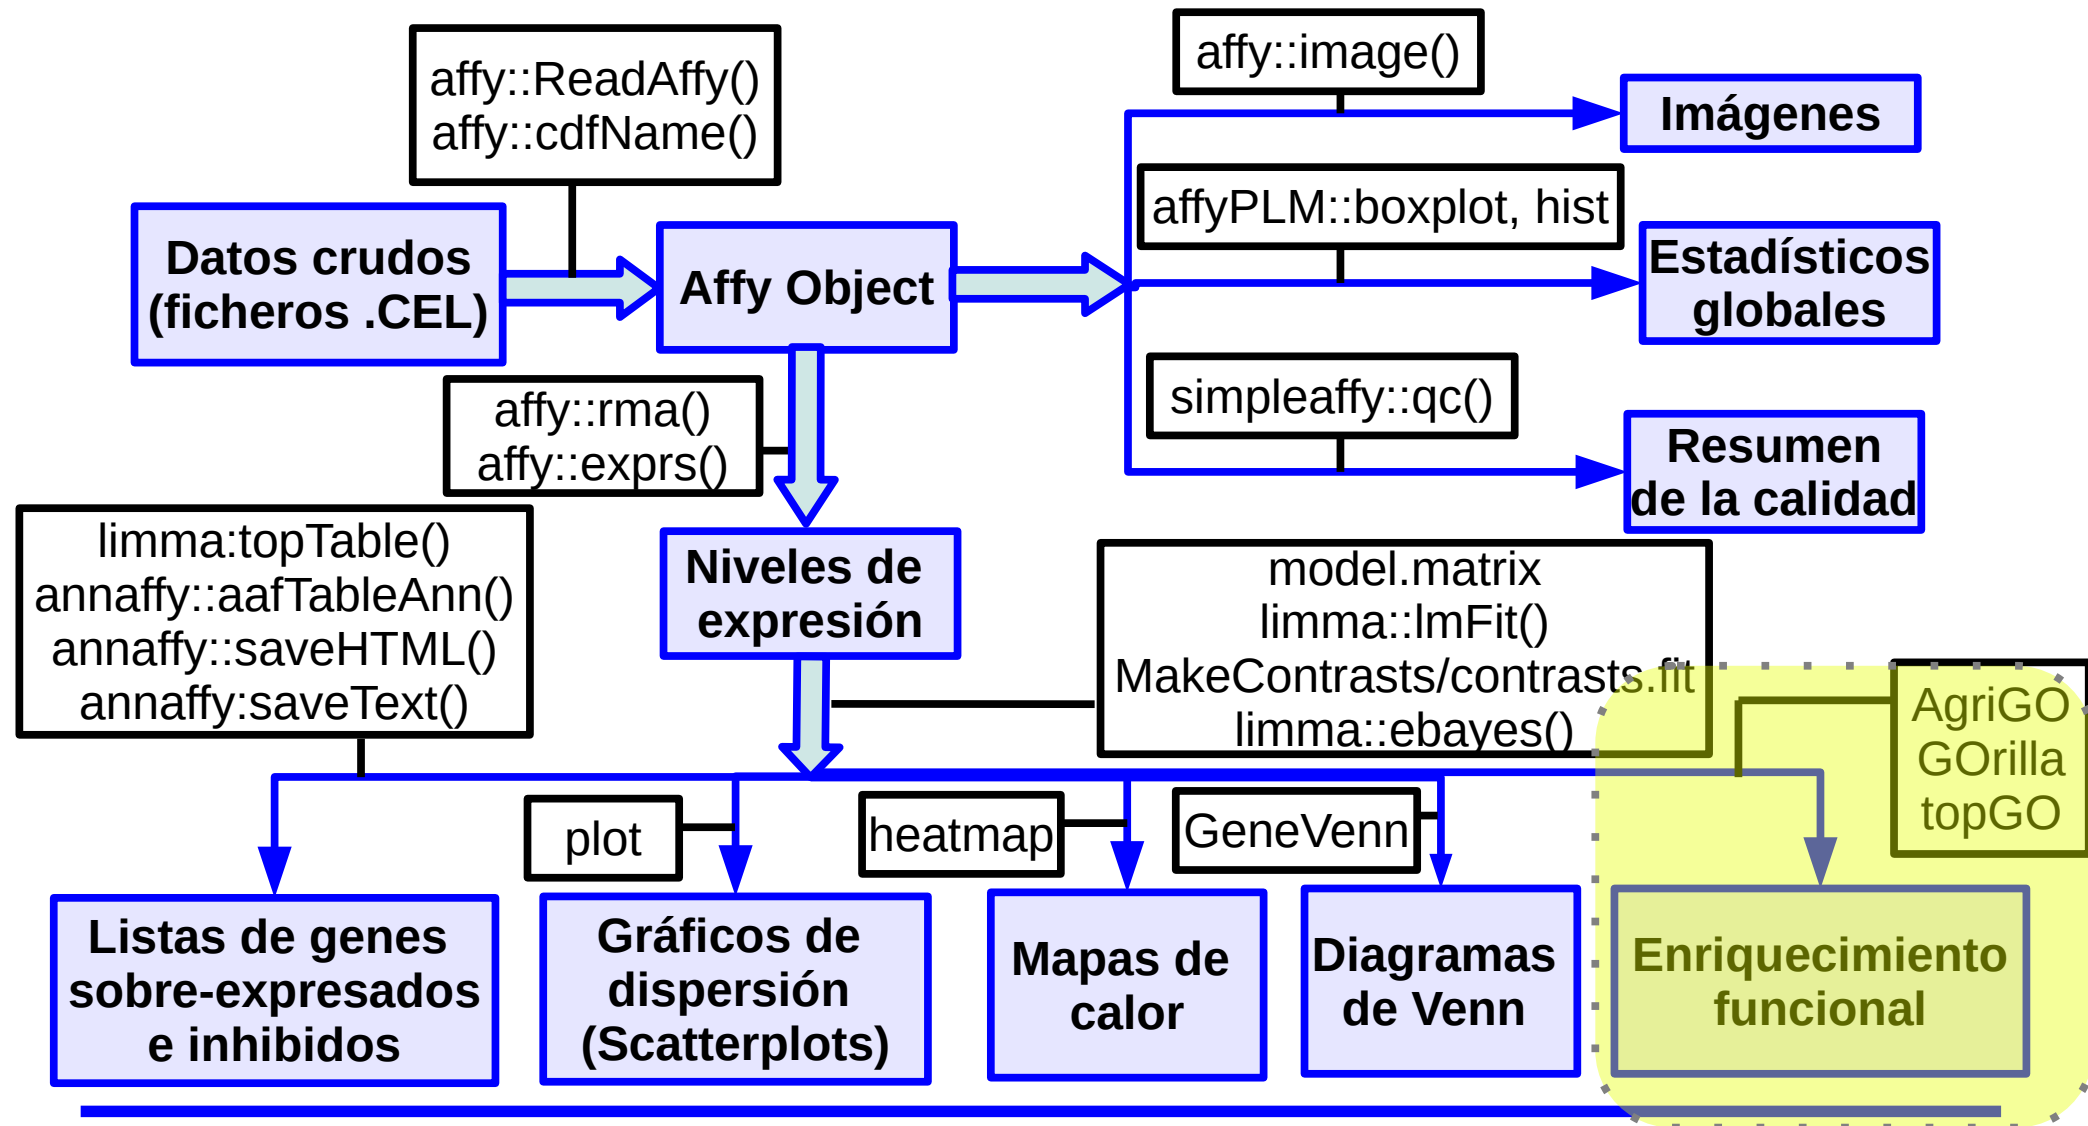 affy::ReadAffy()
affy::cdfName()
affy::image()
Imágenes
affyPLM::boxplot, hist
Datos crudos
(ficheros .CEL)
Affy Object
Estadísticos
globales
simpleaffy::qc()
affy::rma()
affy::exprs()
Resumen
de la calidad
limma:topTable()
annaffy::aafTableAnn()
annaffy::saveHTML()
annaffy:saveText()
Niveles de
expresión
model.matrix
limma::lmFit()
MakeContrasts/contrasts.fit
limma::ebayes()
AgriGO
GOrilla
topGO
plot
heatmap
GeneVenn
Listas de genes
sobre-expresados
e inhibidos
Gráficos de
dispersión
(Scatterplots)
Mapas de
calor
Diagramas
de Venn
Enriquecimiento
funcional